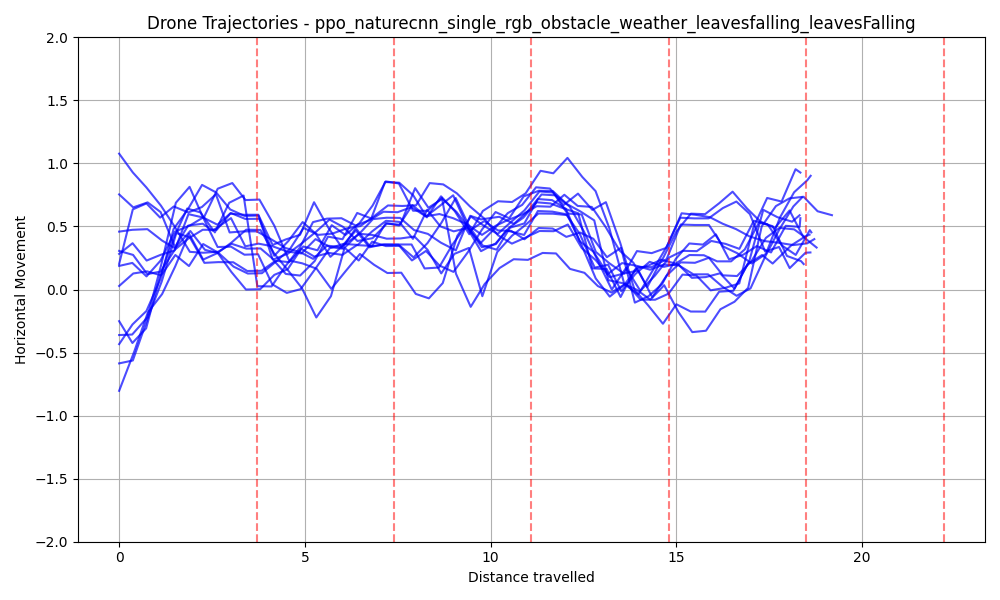 Drone Trajectories - ppo_naturecnn_single_rgb_obstacle_weather_leavesfalling_leavesFalling
2.0
1.5
1.0
0.5
0.0
−0.5
−1.0
−1.5
−2.0
Horizontal Movement
0 5 10 15 20
Distance travelled